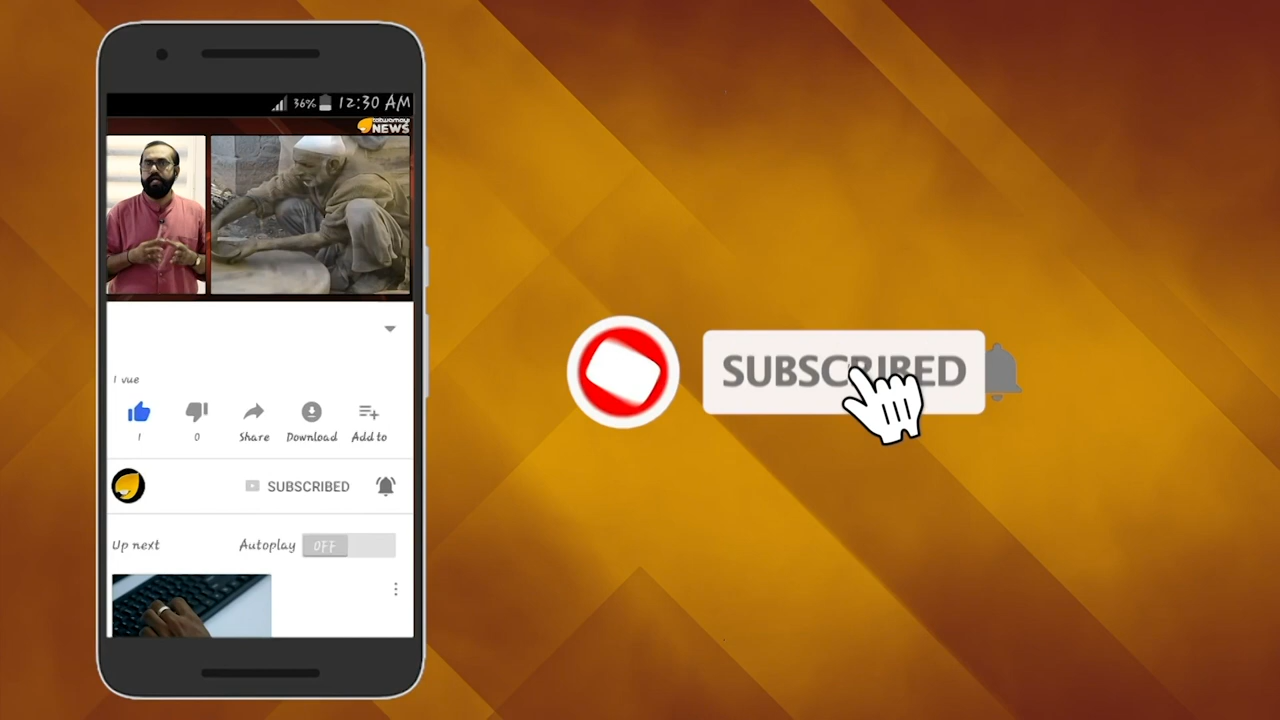 36% 12:30 AM
tatwamayi
NEWS
1 vue
1
0
Share
Download
Add to
SUBSCRIBED
Up next
Autoplay
OFF
SUBSCRIBED